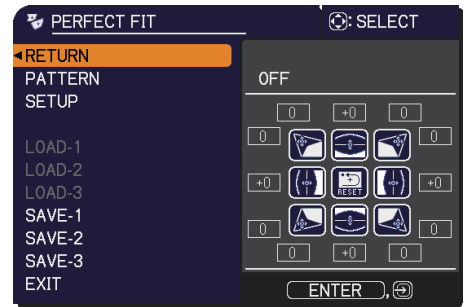 PERFECT FIT
: SELECT
RETURN
PATTERN
SETUP
LOAD-1
LOAD-2
LOAD-3
SAVE-1
SAVE-2
SAVE-3
EXIT
OFF
0 +0 0
0 0
+0 RESET +0
0 0
0 +0 0
ENTER ,